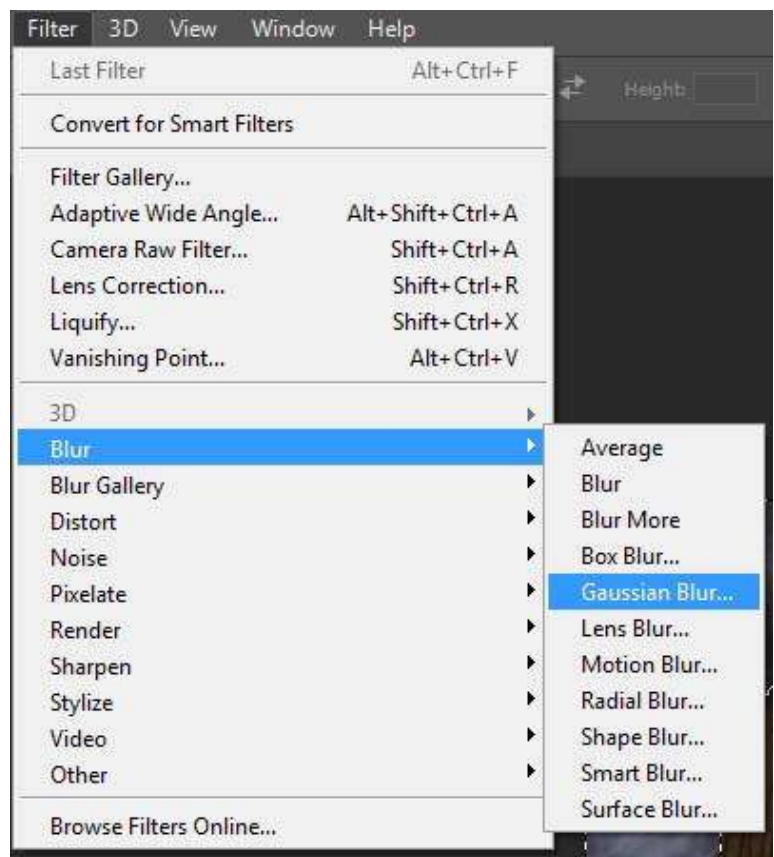 Filter 3D View Window Help
Last Filter Alt+Ctrl+F
Height:
Convert for Smart Filters
Filter Gallery...
Adaptive Wide Angle... Alt+Shift+Ctrl+A
Camera Raw Filter... Shift+Ctrl+A
Lens Correction... Shift+Ctrl+R
Liquify... Shift+Ctrl+X
Vanishing Point... Alt+Ctrl+V
3D
Blur
Blur Gallery
Distort
Noise
Pixelate
Render
Sharpen
Stylize
Video
Other
Browse Filters Online...
Average
Blur
Blur More
Box Blur...
Gaussian Blur...
Lens Blur...
Motion Blur...
Radial Blur...
Shape Blur...
Smart Blur...
Surface Blur...